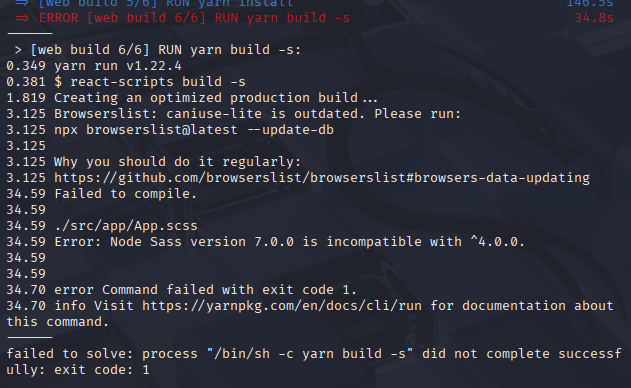 => [web build 5/6] RUN yarn install 146.5s
=> ERROR [web build 6/6] RUN yarn build -s 34.8s
------
> [web build 6/6] RUN yarn build -s:
0.349 yarn run v1.22.4
0.381 $ react-scripts build -s
1.819 Creating an optimized production build...
3.125 Browserslist: caniuse-lite is outdated. Please run:
3.125 npx browserslist@latest --update-db
3.125
3.125 Why you should do it regularly:
3.125 https://github.com/browserslist/browserslist#browsers-data-updating
34.59 Failed to compile.
34.59
34.59 ./src/app/App.scss
34.59 Error: Node Sass version 7.0.0 is incompatible with ^4.0.0.
34.59
34.59
34.70 error Command failed with exit code 1.
34.70 info Visit https://yarnpkg.com/en/docs/cli/run for documentation about
this command.
------
failed to solve: process "/bin/sh -c yarn build -s" did not complete successf
ully: exit code: 1